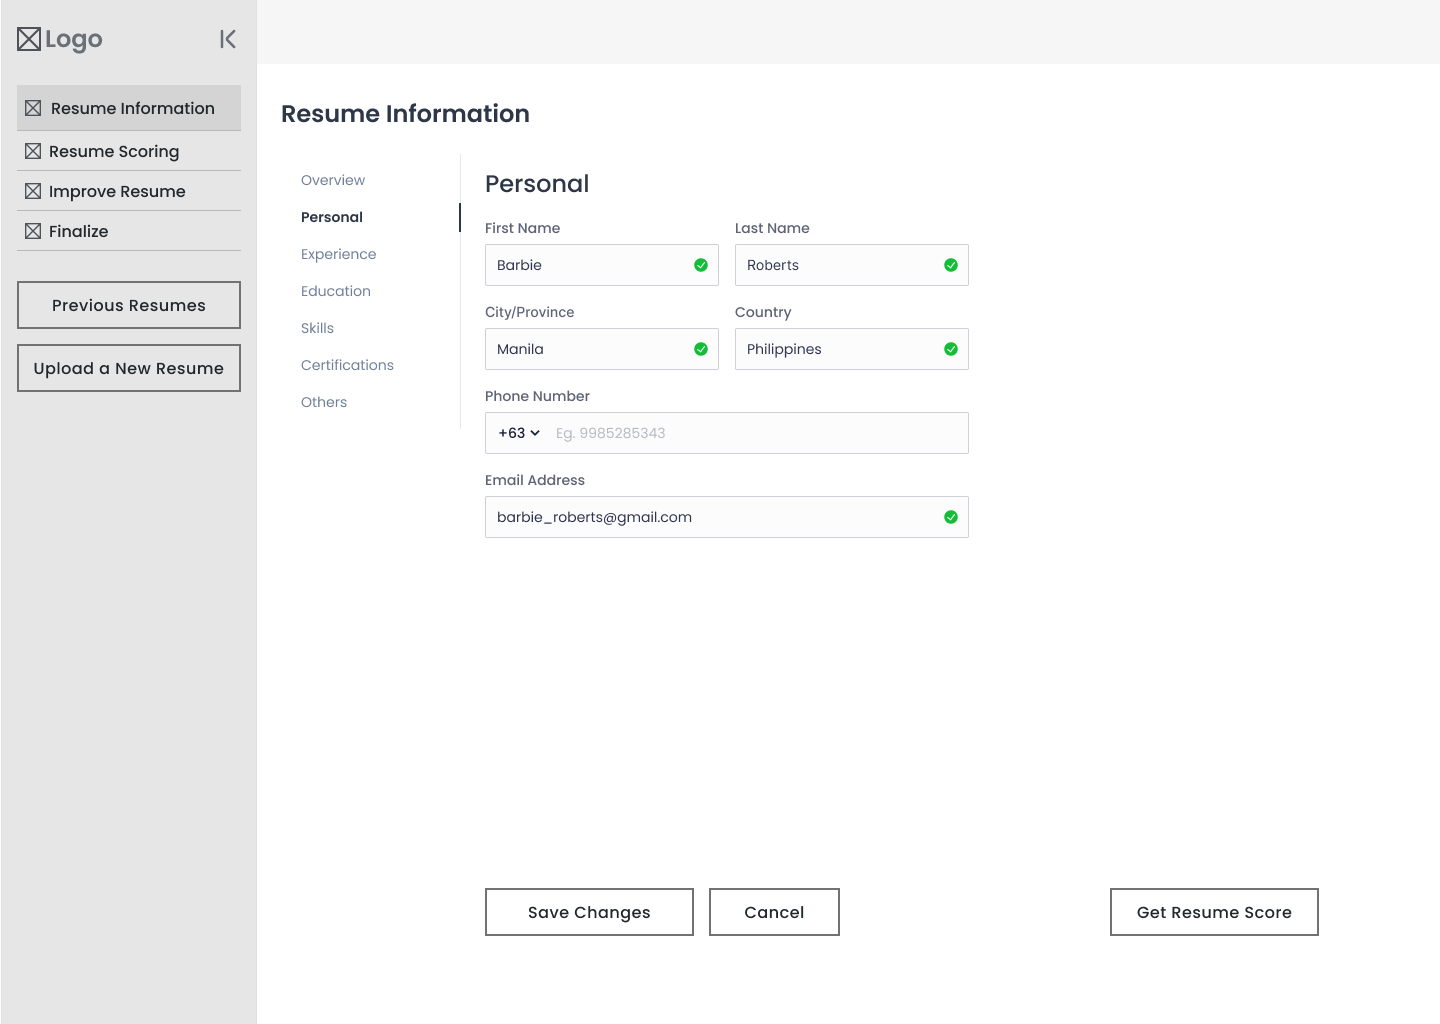 Logo
Resume Information
Resume Scoring
Improve Resume
Finalize
Previous Resumes
Upload a New Resume
Resume Information
Overview
Personal
Experience
Education
Skills
Certifications
Others
Personal
First Name
Last Name
Barbie
Roberts
City/Province
Country
Manila
Philippines
Phone Number
+63
Eg. 9985285343
Email Address
barbie_roberts@gmail.com
Save Changes
Cancel
Get Resume Score